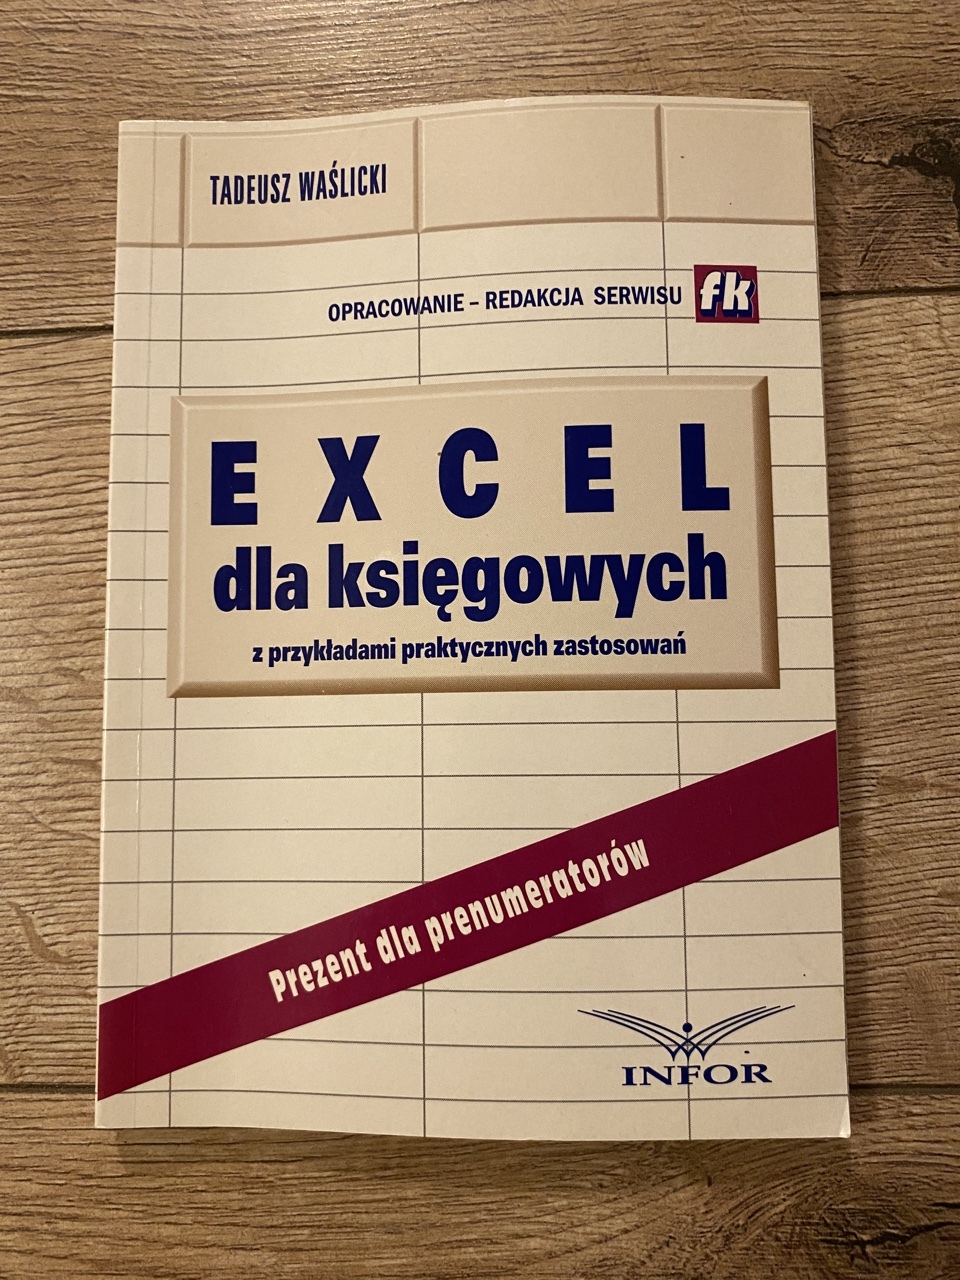 TADEUSZ WAŚLICKI
OPRACOWANIE – REDAKCJA SERWISU fk
EXCEL
dla księgowych
z przykładami praktycznych zastosowań
Prezent dla prenumeratorów
INFOR